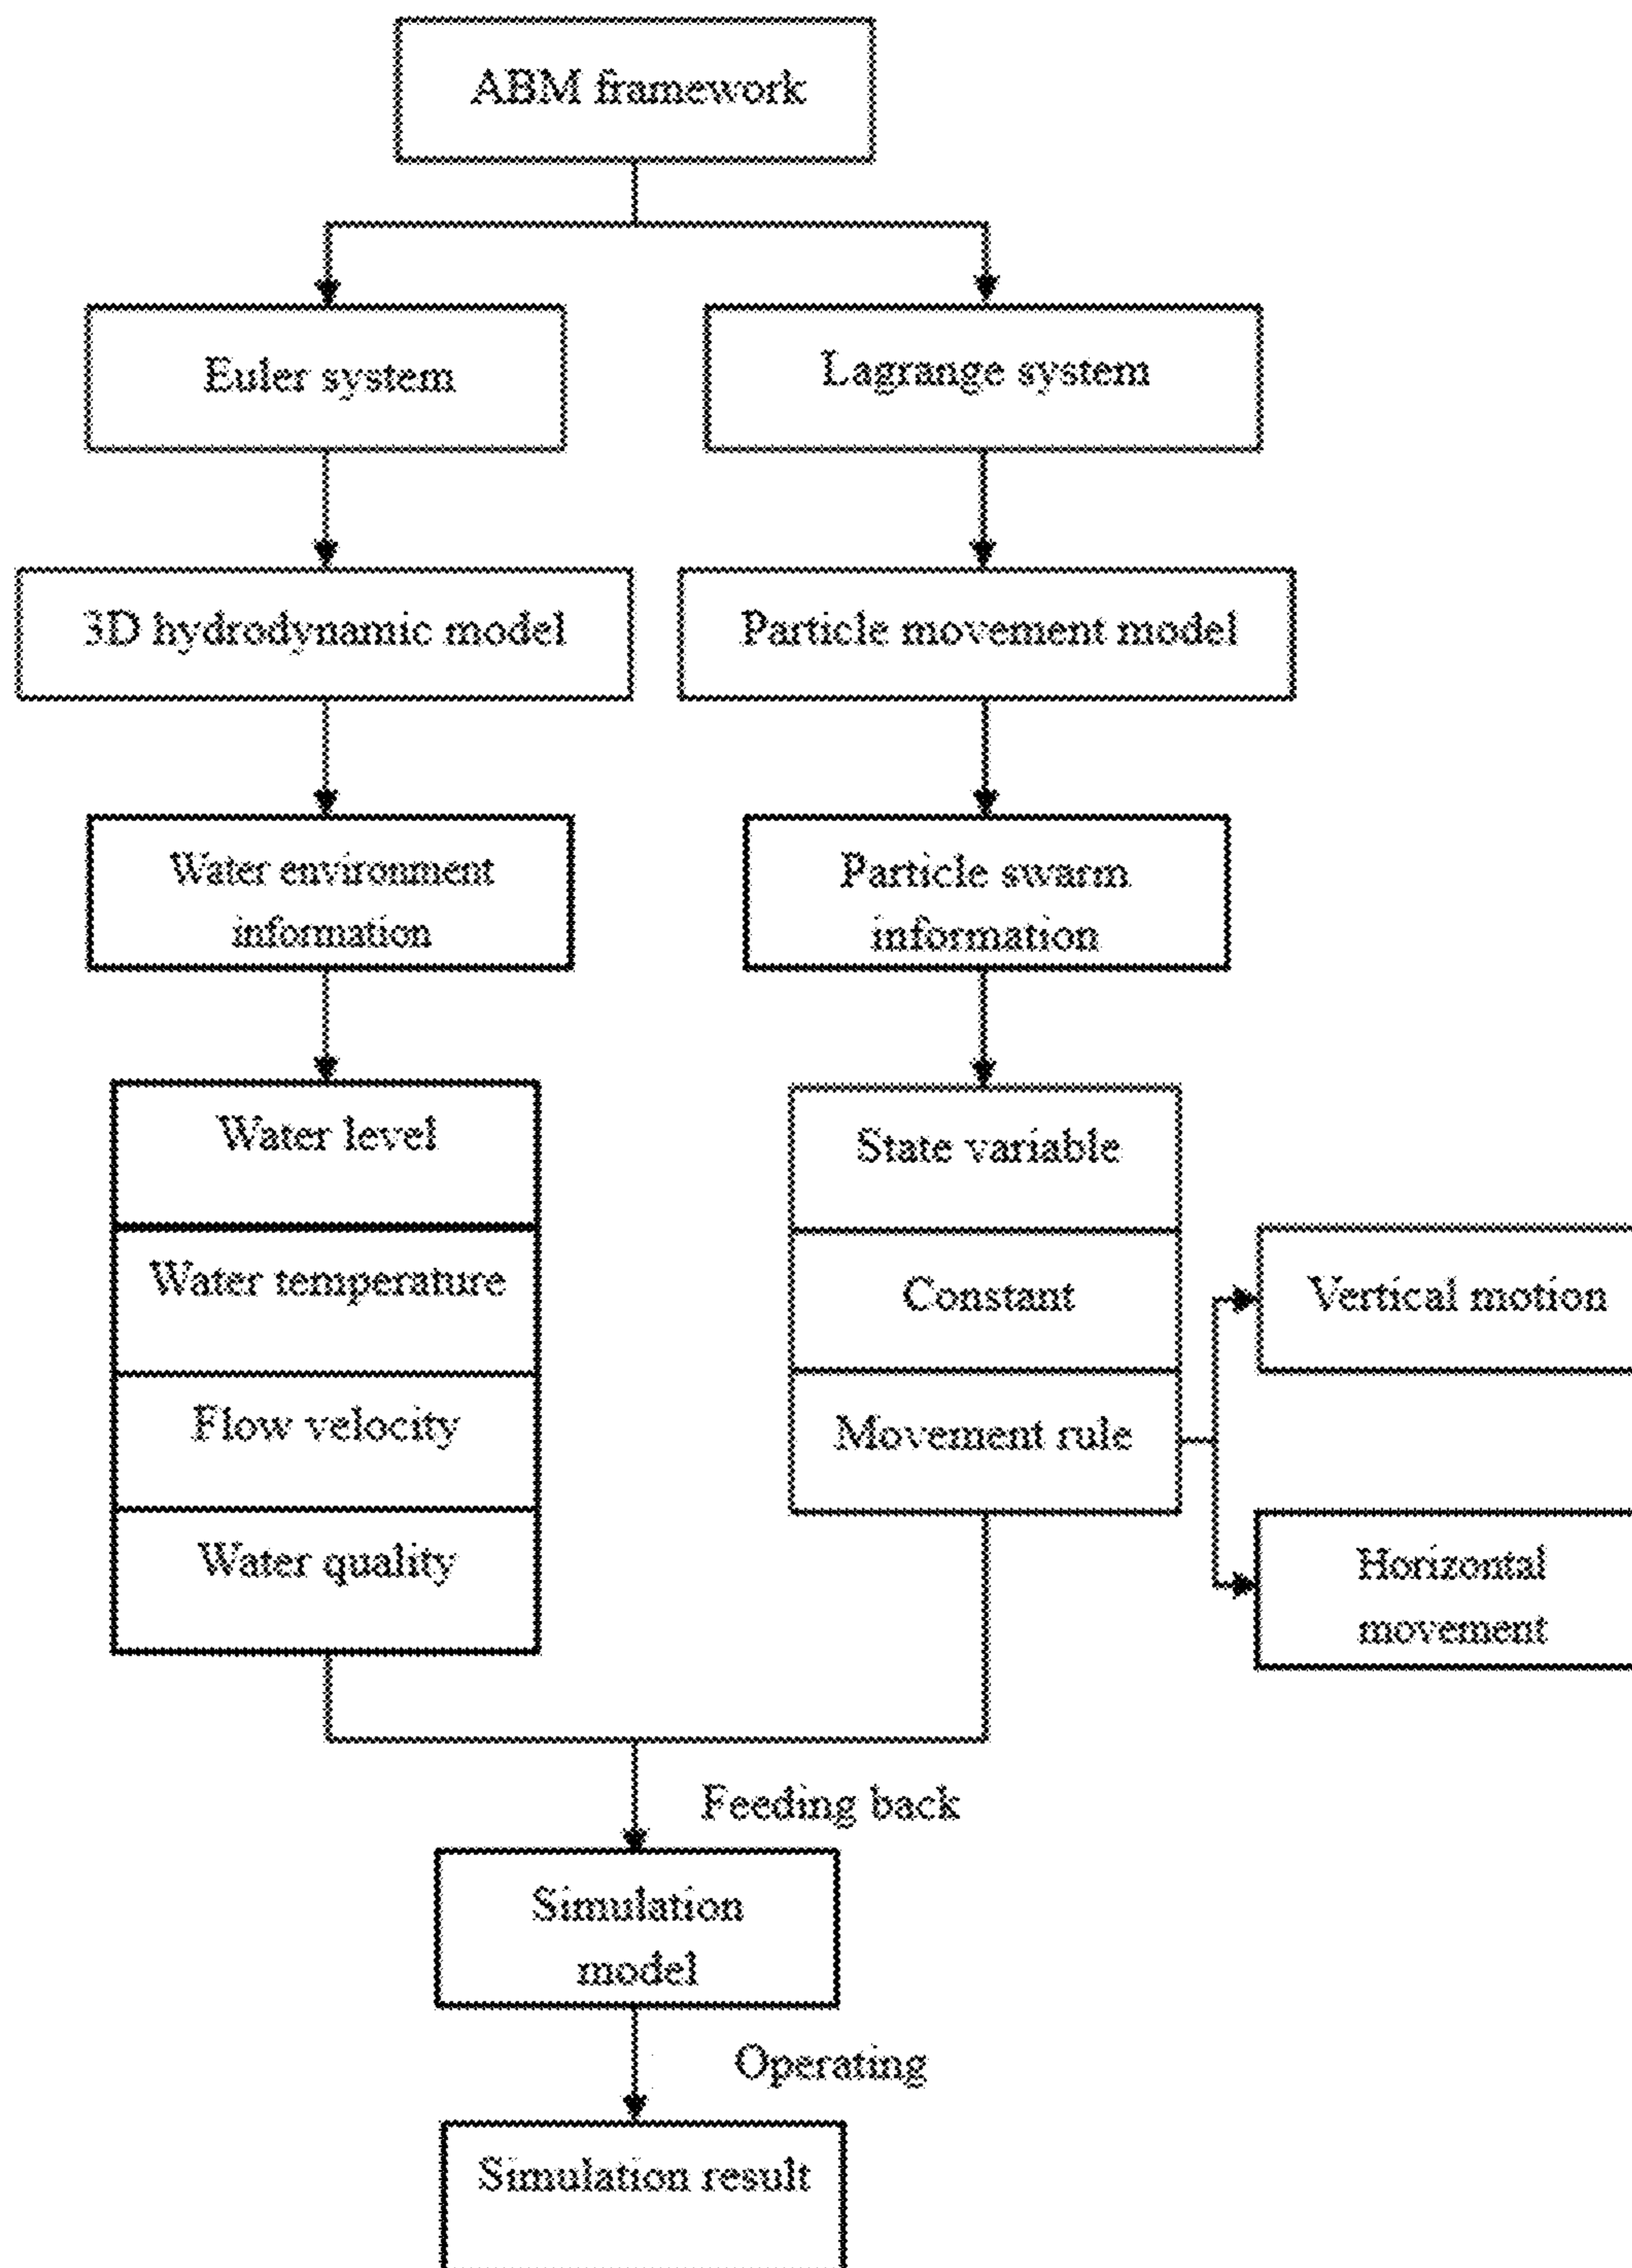 ABM framework
Euler system
Lagrange system
3D hydrodynamic model
Particle movement model
Water environment
information
Particle swarm
information
Water level
Water temperature
Flow velocity
Water quality
State variable
Constant
Movement rule
Vertical motion
Horizontal
movement
Feeding back
Simulation
model
Operating
Simulation result